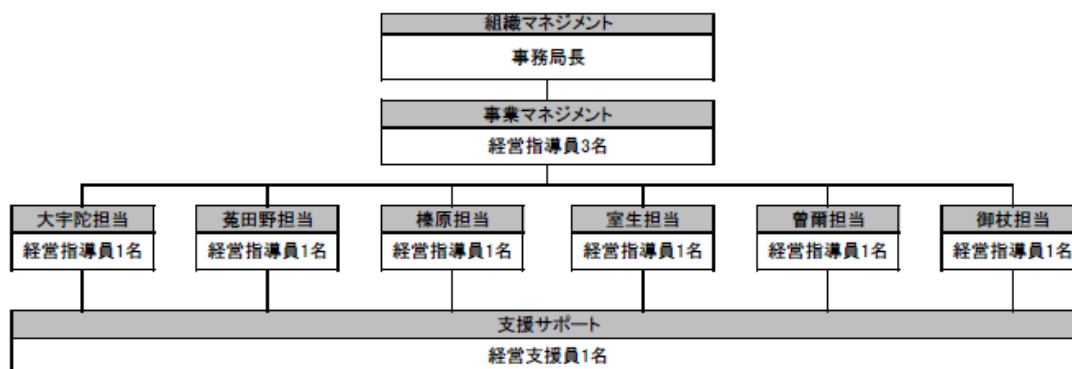 組織マネジメント
事務局長
事業マネジメント
経営指導員3名
大宇陀担当
菟田野担当
榛原担当
室生担当
曽爾担当
御杖担当
経営指導員1名
経営指導員1名
経営指導員1名
経営指導員1名
経営指導員1名
経営指導員1名
支援サポート
経営支援員1名